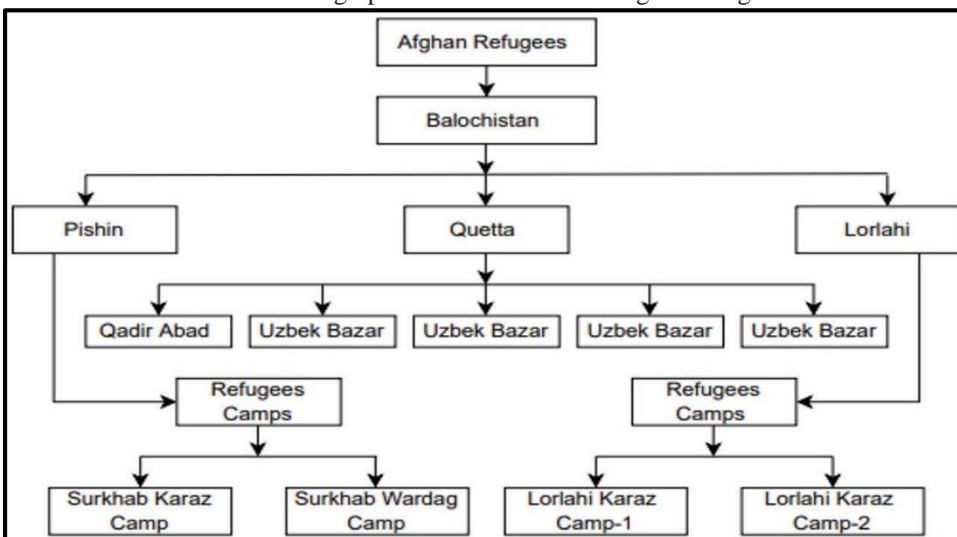 Afghan Refugees
Balochistan
Pishin
Quetta
Lorlahi
Qadir Abad
Uzbek Bazar
Uzbek Bazar
Uzbek Bazar
Uzbek Bazar
Refugees
Camps
Refugees
Camps
Surkhab Karaz
Camp
Surkhab Wardag
Camp
Lorlahi Karaz
Camp-1
Lorlahi Karaz
Camp-2